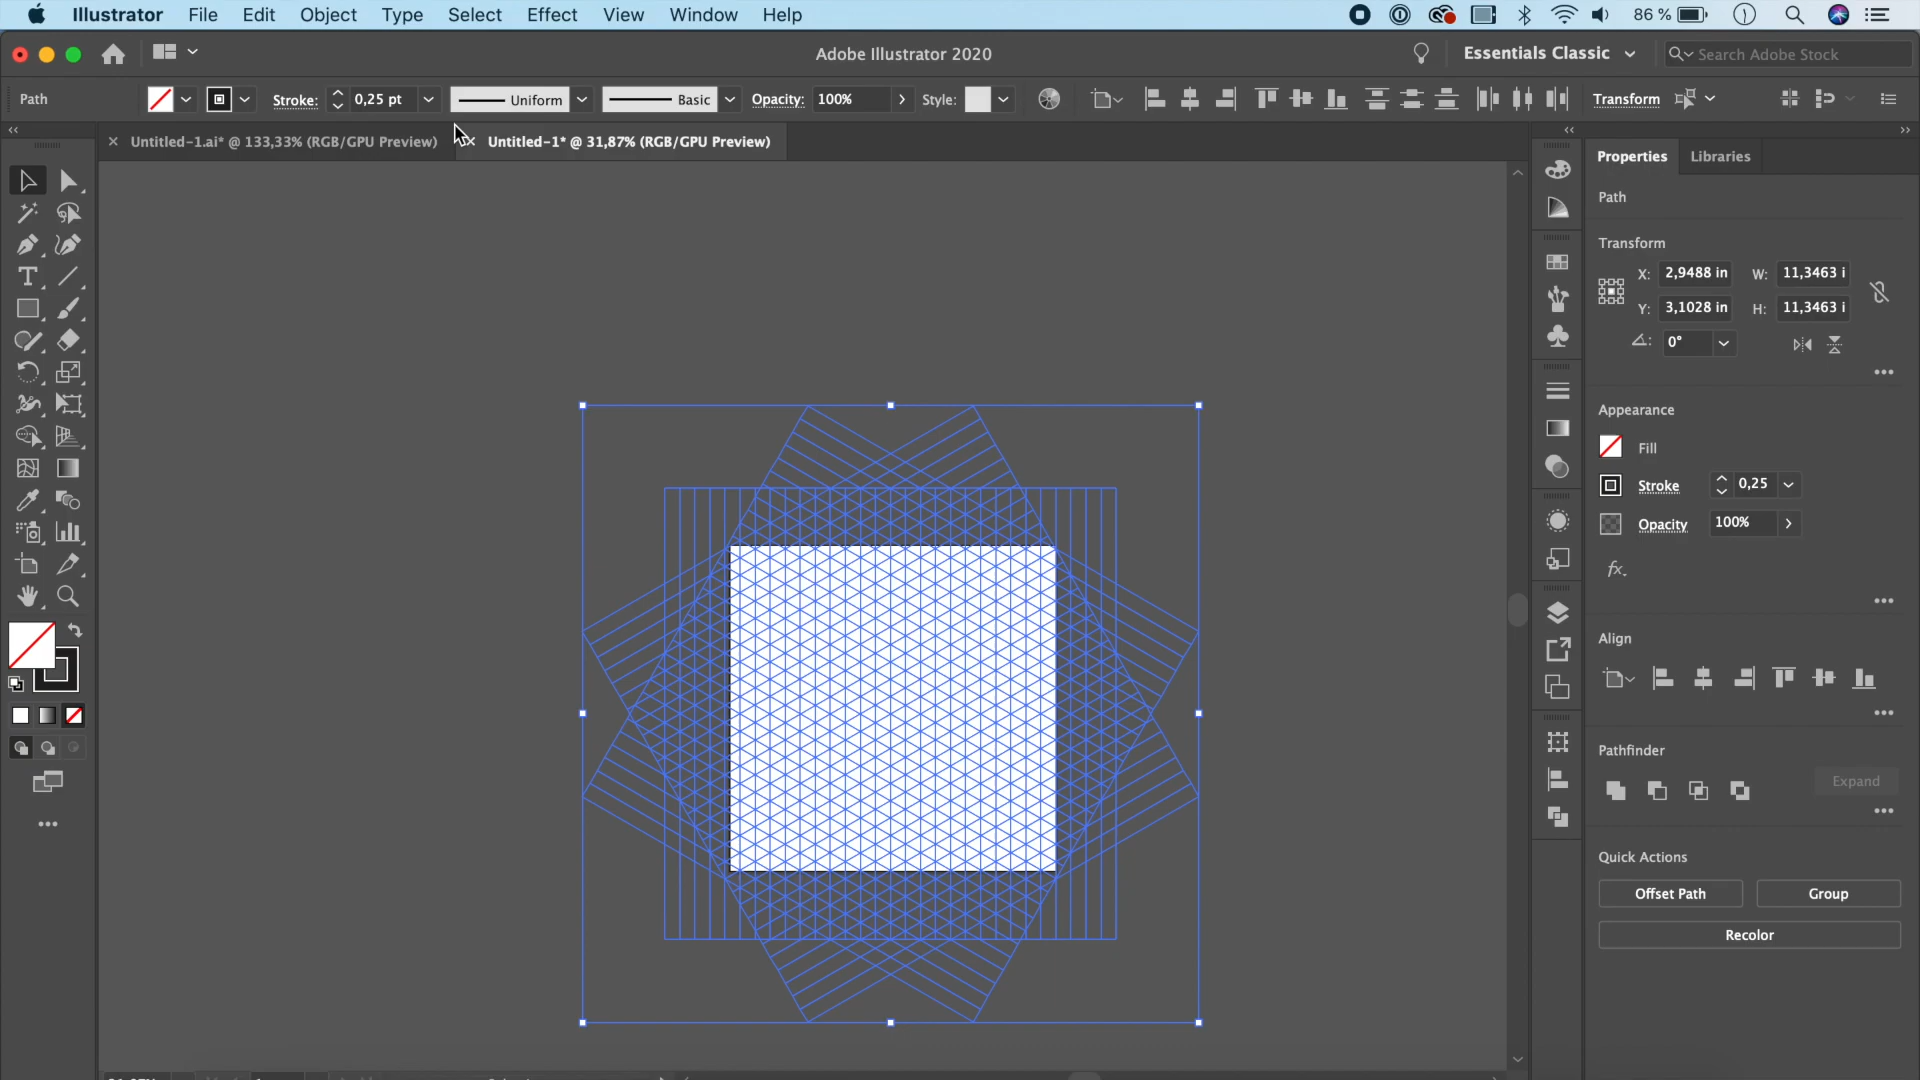 Illustrator File Edit Object Type Select Effect View Window Help 86 %
Adobe Illustrator 2020 Essentials Classic Search Adobe Stock
Path Stroke: 0,25 pt Uniform Basic Opacity: 100% Style: Transform
Untitled-1.ai* @ 133,33% (RGB/GPU Preview) Untitled-1* @ 31,87% (RGB/GPU Preview)
Properties Libraries
Path
Transform
X: 2,9488 in W: 11,3463 i
Y: 3,1028 in H: 11,3463 i
0°
Appearance
Fill
Stroke 0,25
Opacity 100%
fx.
Align
Pathfinder
Expand
Quick Actions
Offset Path Group
Recolor